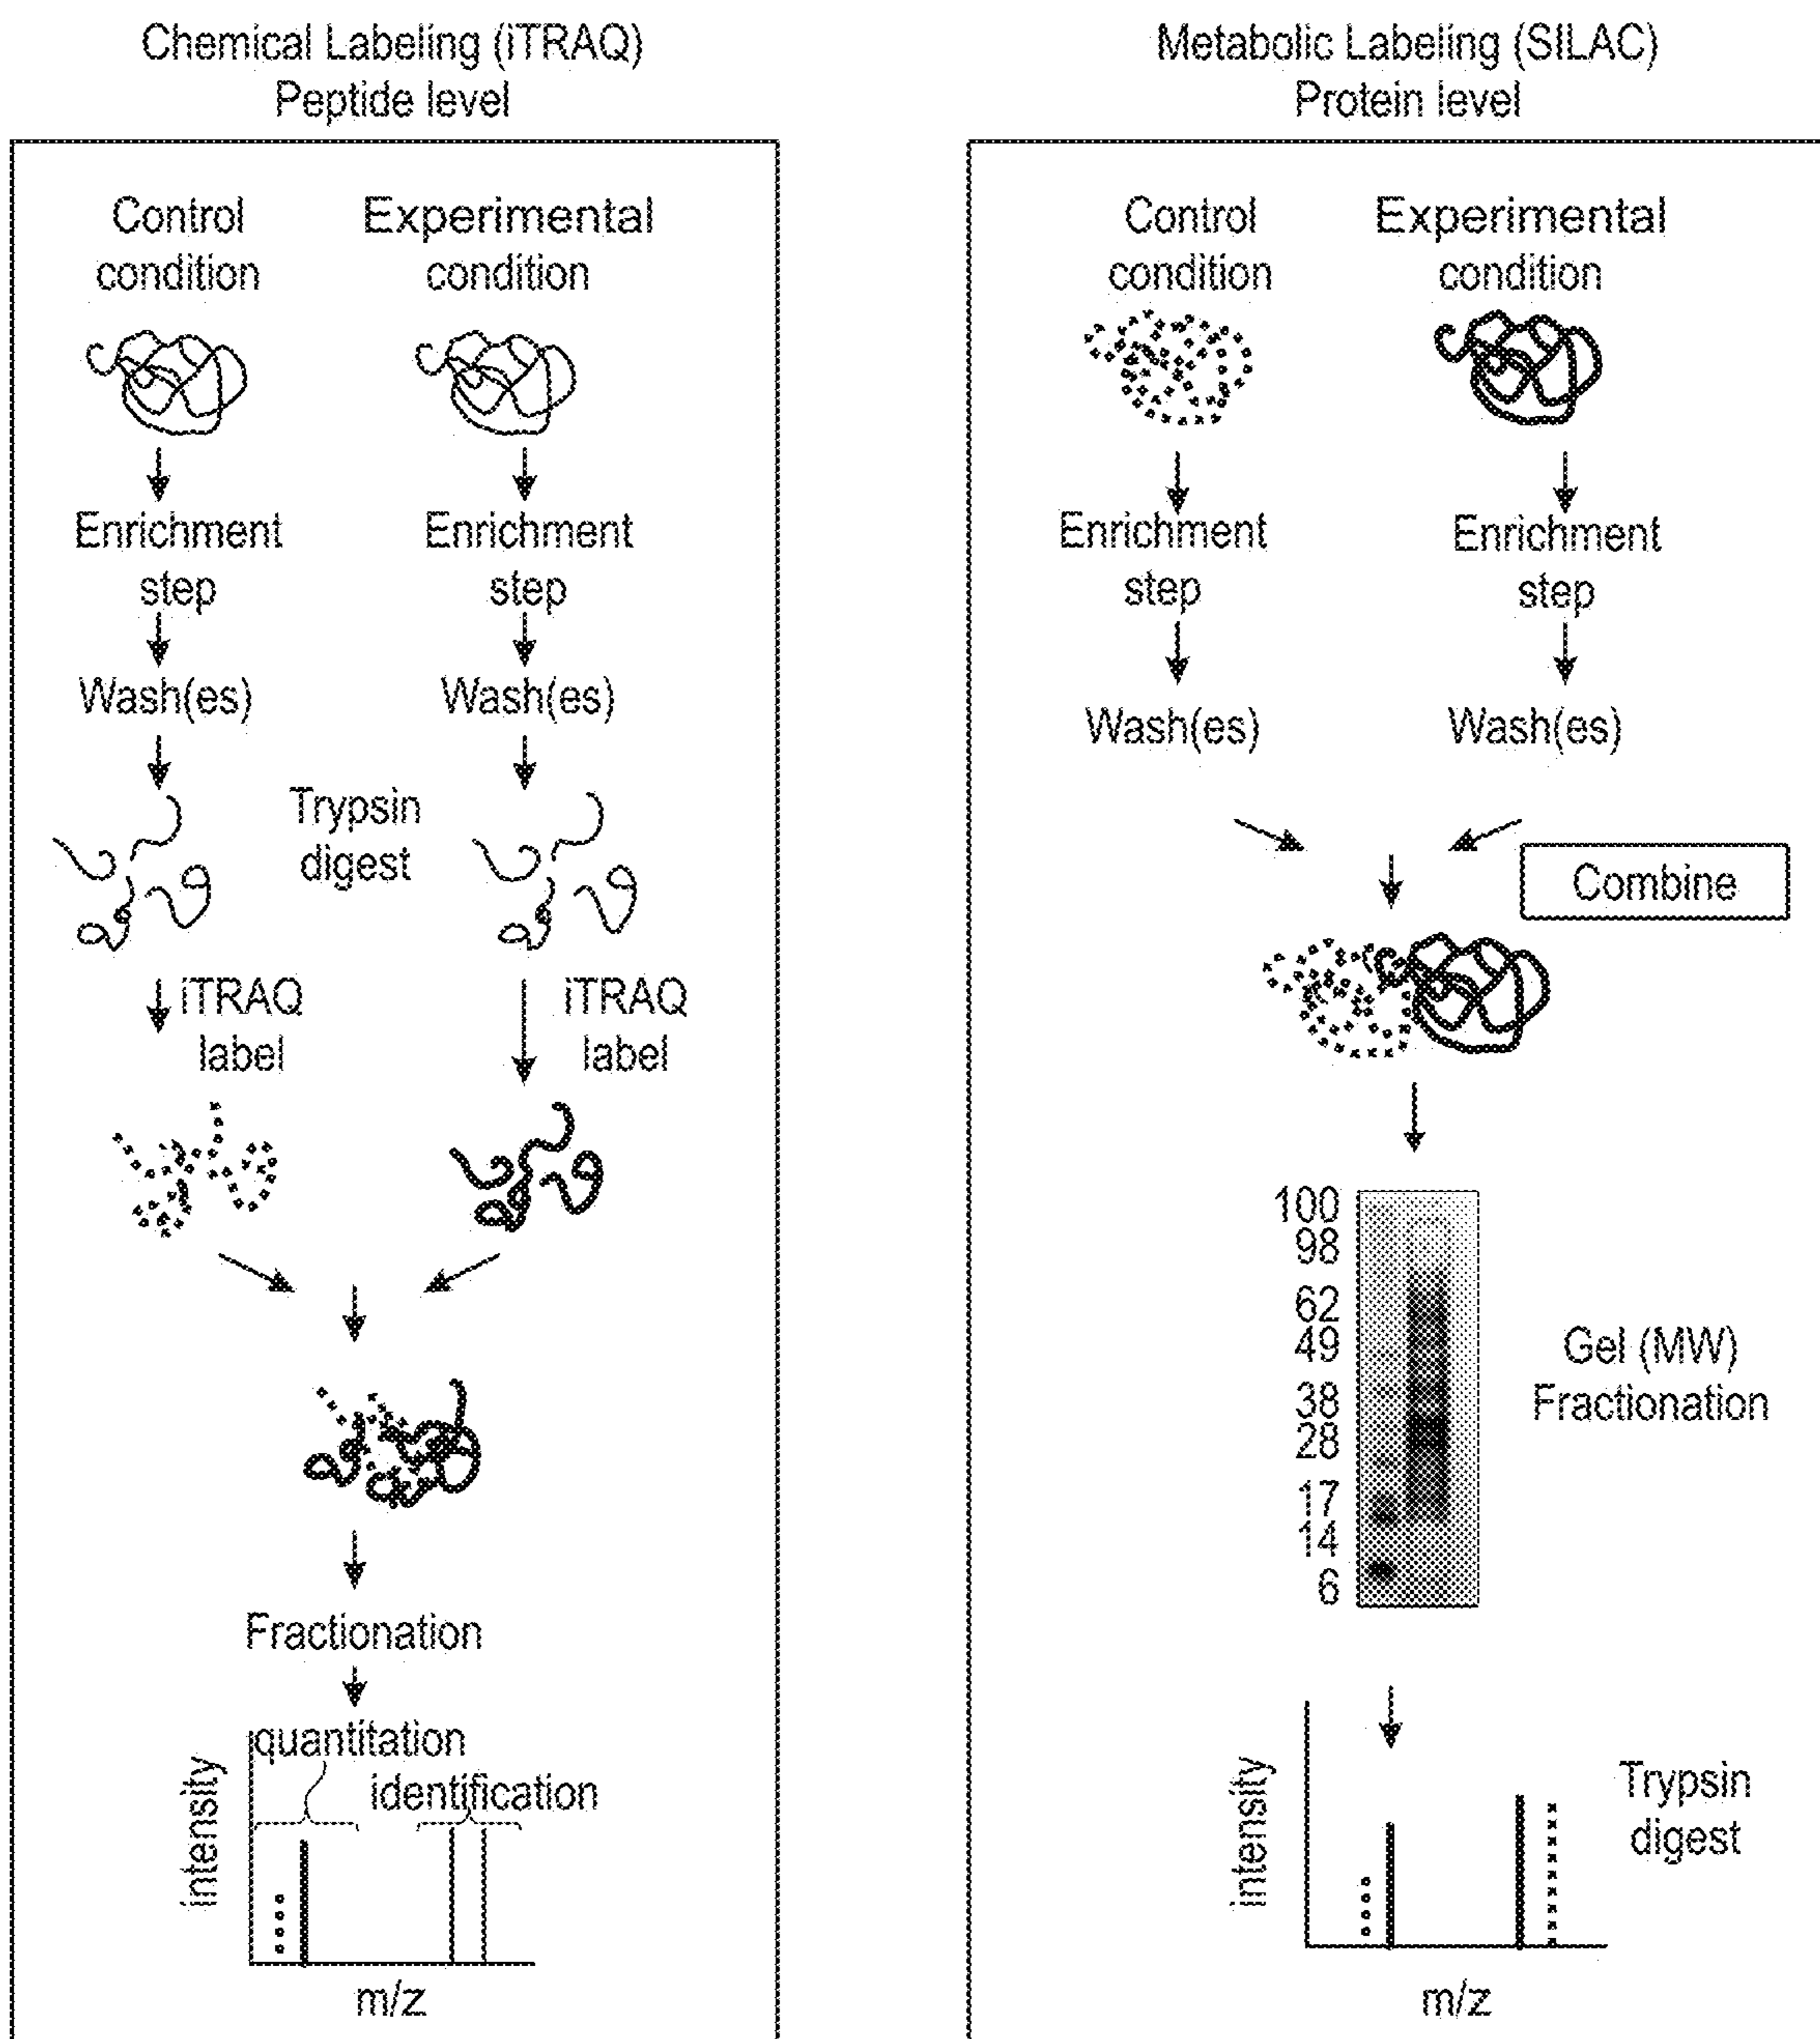 Chemical Labeling (iTRAQ)
Peptide level
Control
condition
Experimental
condition
Enrichment
step
Enrichment
step
Wash(es)
Wash(es)
Trypsin
digest
iTRAQ
label
iTRAQ
label
Fractionation
quantitation
identification
intensity
m/z
Metabolic Labeling (SILAC)
Protein level
Control
condition
Experimental
condition
Enrichment
step
Enrichment
step
Wash(es)
Wash(es)
Combine
100
98
62
49
38
28
17
14
6
Gel (MW)
Fractionation
Trypsin
digest
intensity
m/z